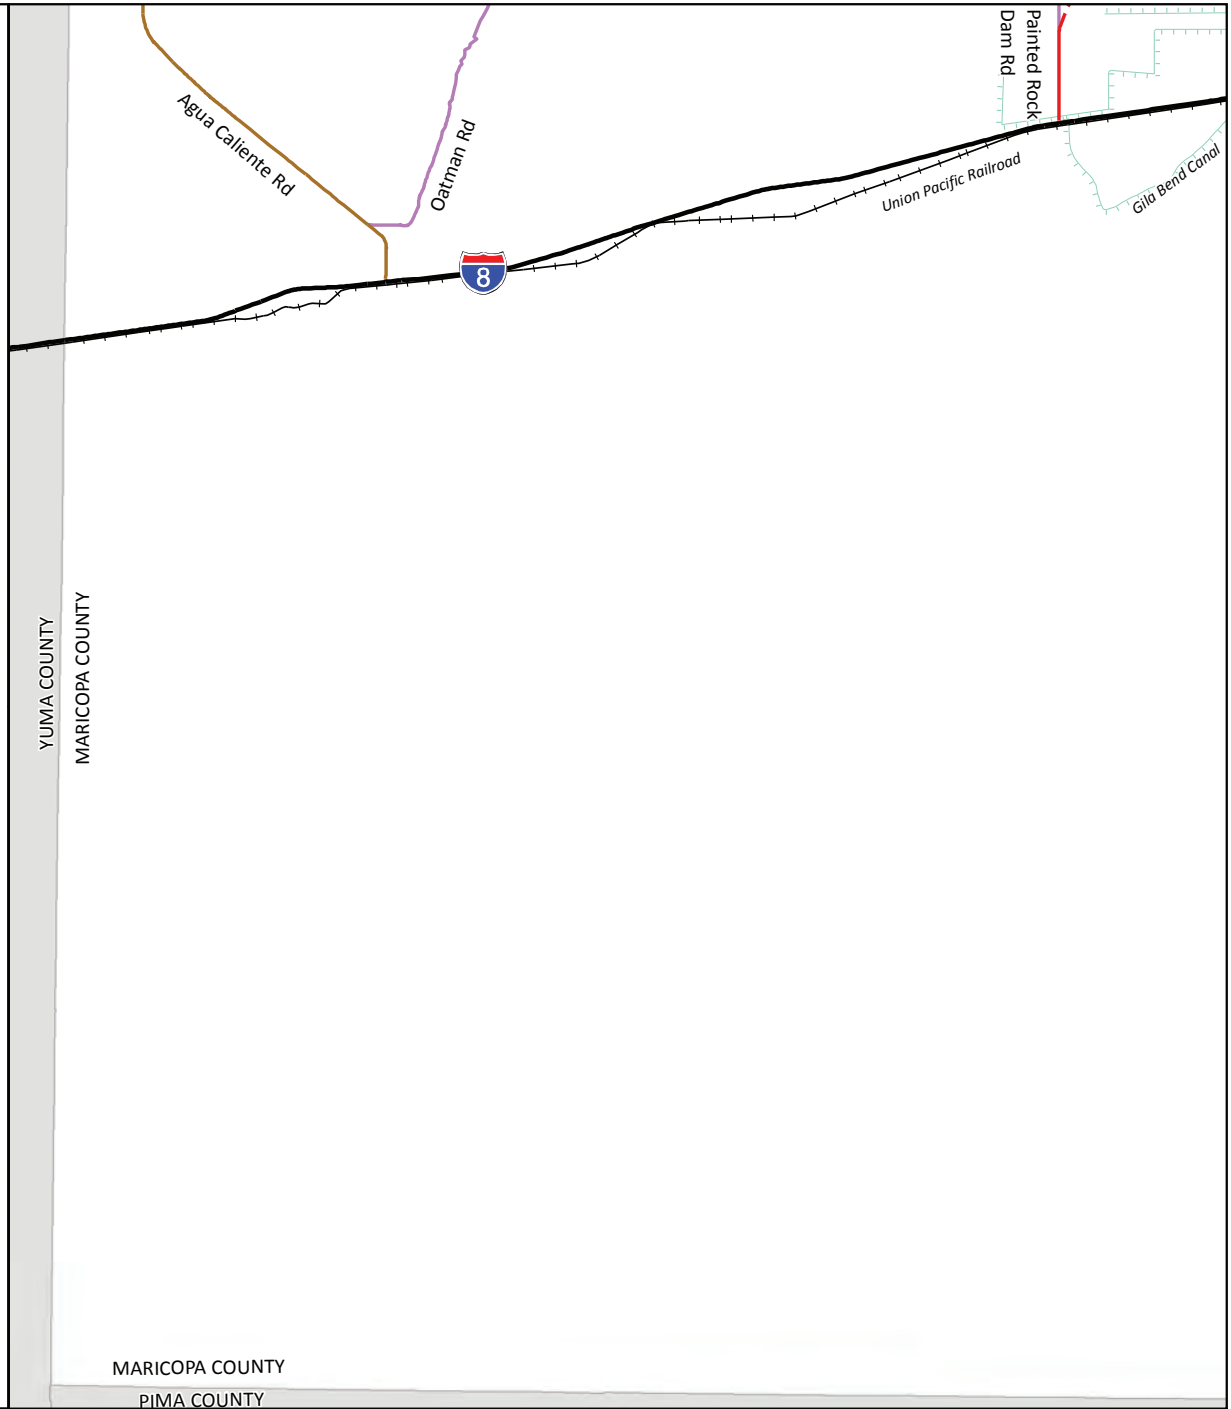 Painted Rock
Dam Rd
Agua Caliente Rd
Oatman Rd
Union Pacific Railroad
Gila Bend Canal
8
YUMA COUNTY
MARICOPA COUNTY
MARICOPA COUNTY
PIMA COUNTY